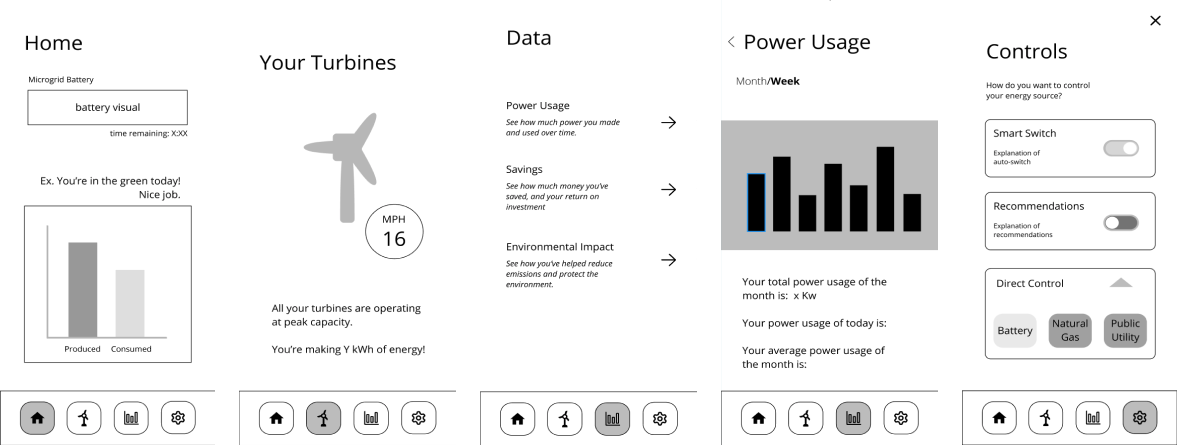 Home
Microgrid Battery
battery visual
time remaining: X:XX
Ex. You're in the green today!
Nice job.
Produced Consumed
Your Turbines
MPH
16
All your turbines are operating
at peak capacity.
You're making Y kWh of energy!
Data
Power Usage
See how much power you made
and used over time.
Savings
See how much money you've
saved, and your return on
investment
Environmental Impact
See how you've helped reduce
emissions and protect the
environment.
Power Usage
Month/Week
Your total power usage of the
month is: x Kw
Your power usage of today is:
Your average power usage of
the month is:
Controls
How do you want to control
your energy source?
Smart Switch
Explanation of
auto-switch
Recommendations
Explanation of
recommendations
Direct Control
Battery
Natural
Gas
Public
Utility